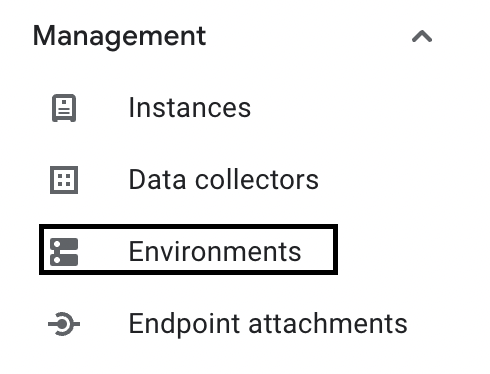 Management
Instances
Data collectors
Environments
Endpoint attachments